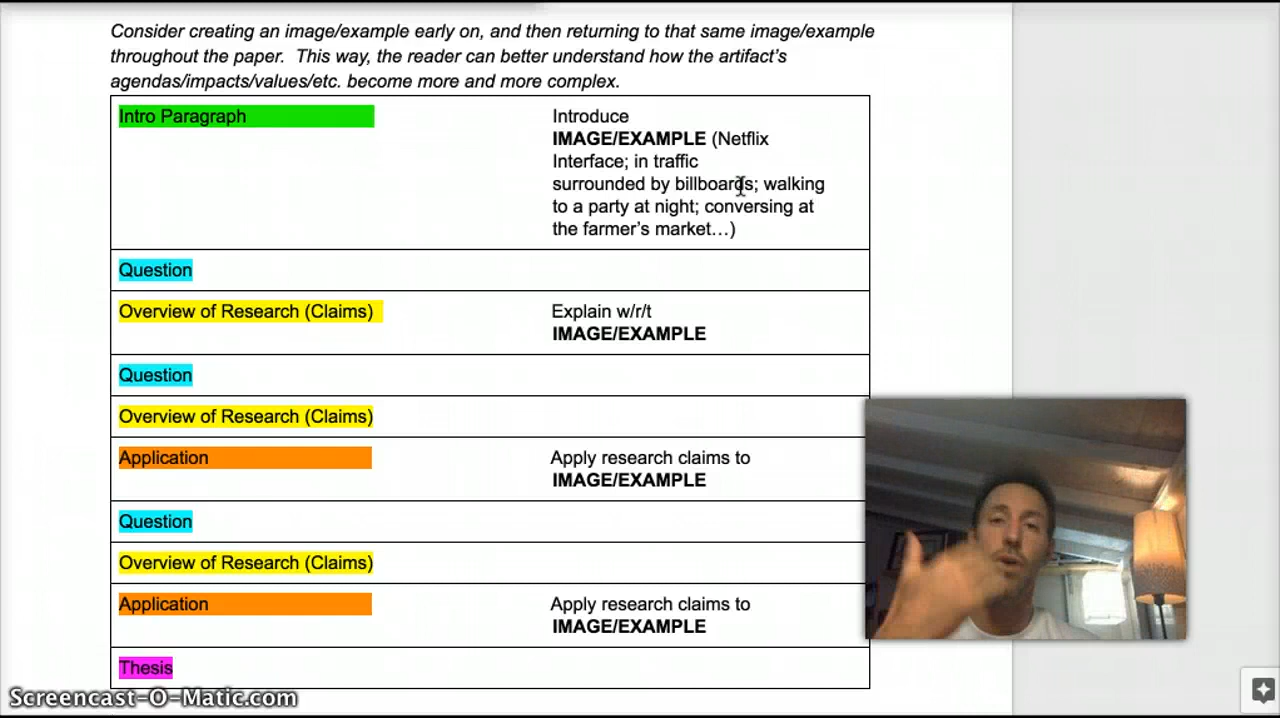 Consider creating an image/example early on, and then returning to that same image/example
throughout the paper.  This way, the reader can better understand how the artifact's
agendas/impacts/values/etc. become more and more complex.
Intro Paragraph
Introduce
IMAGE/EXAMPLE (Netflix
Interface; in traffic
surrounded by billboards; walking
to a party at night; conversing at
the farmer's market…)
Question
Overview of Research (Claims)
Explain w/r/t
IMAGE/EXAMPLE
Question
Overview of Research (Claims)
Application
Apply research claims to
IMAGE/EXAMPLE
Question
Overview of Research (Claims)
Application
Apply research claims to
IMAGE/EXAMPLE
Thesis
Screencast-O-Matic.com